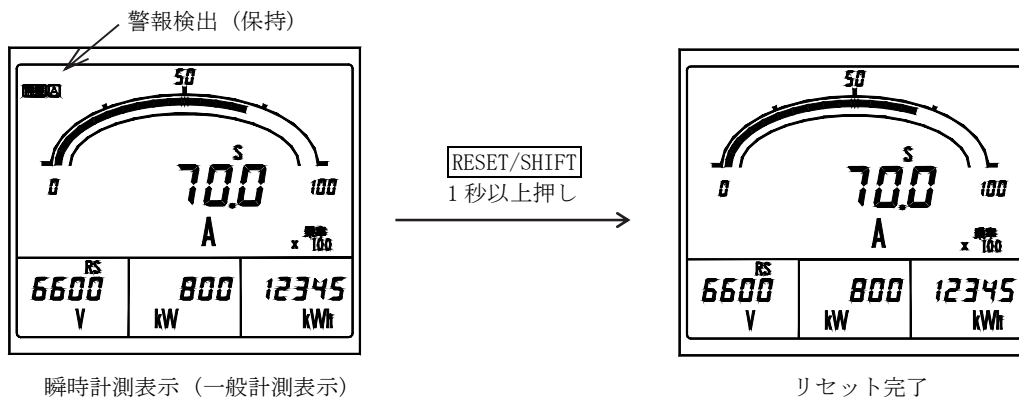 警報検出（保持）
50
0
100
S
70.0
A
乗率
x 100
RS
6600
V
800
kW
12345
kWh
瞬時計測表示（一般計測表示）
RESET/SHIFT
1秒以上押し
50
0
100
S
70.0
A
乗率
x 100
RS
6600
V
800
kW
12345
kWh
リセット完了